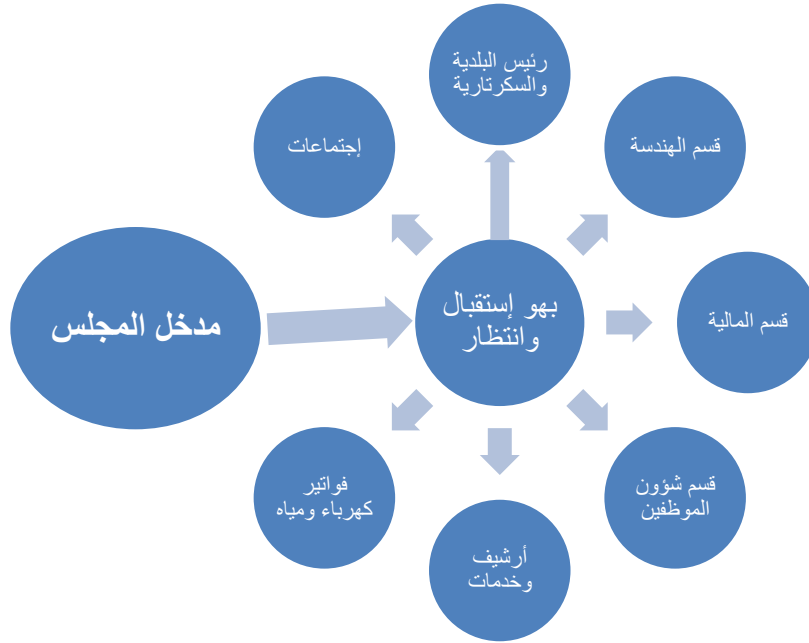 رئيس البلدية
والسكرتارية
قسم الهندسة
إجتماعات
بهو إستقبال
وانتظار
مدخل المجلس
قسم المالية
قسم شؤون
الموظفين
فواتير
كهرباء ومياه
أرشيف
وخدمات